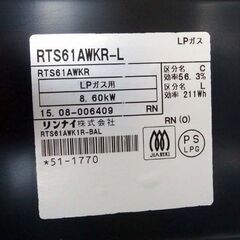 LPガス
RTS61AWKR-L
RTS61AWKR
LPガス用
8.60kW
区分名 C
効率56.3%
区分名 L
効率 211Wh
15.08-006409 RN
リンナイ株式会社
RTS61AWK1R-BAL
RN (O)
*51-1770
JIA
PS
LPG